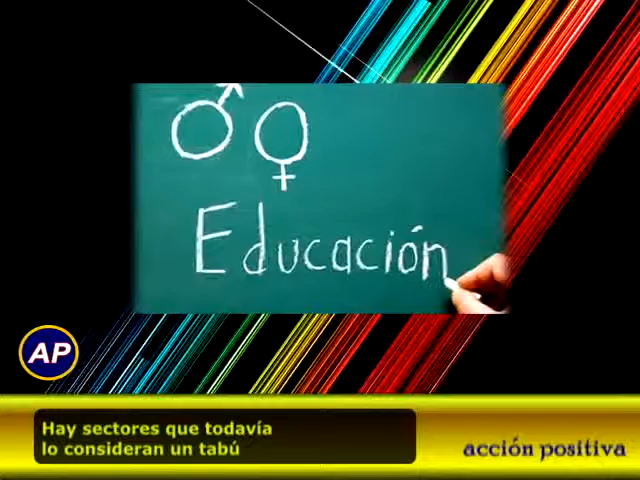 Educación
AP
Hay sectores que todavía
lo consideran un tabú
acción positiva